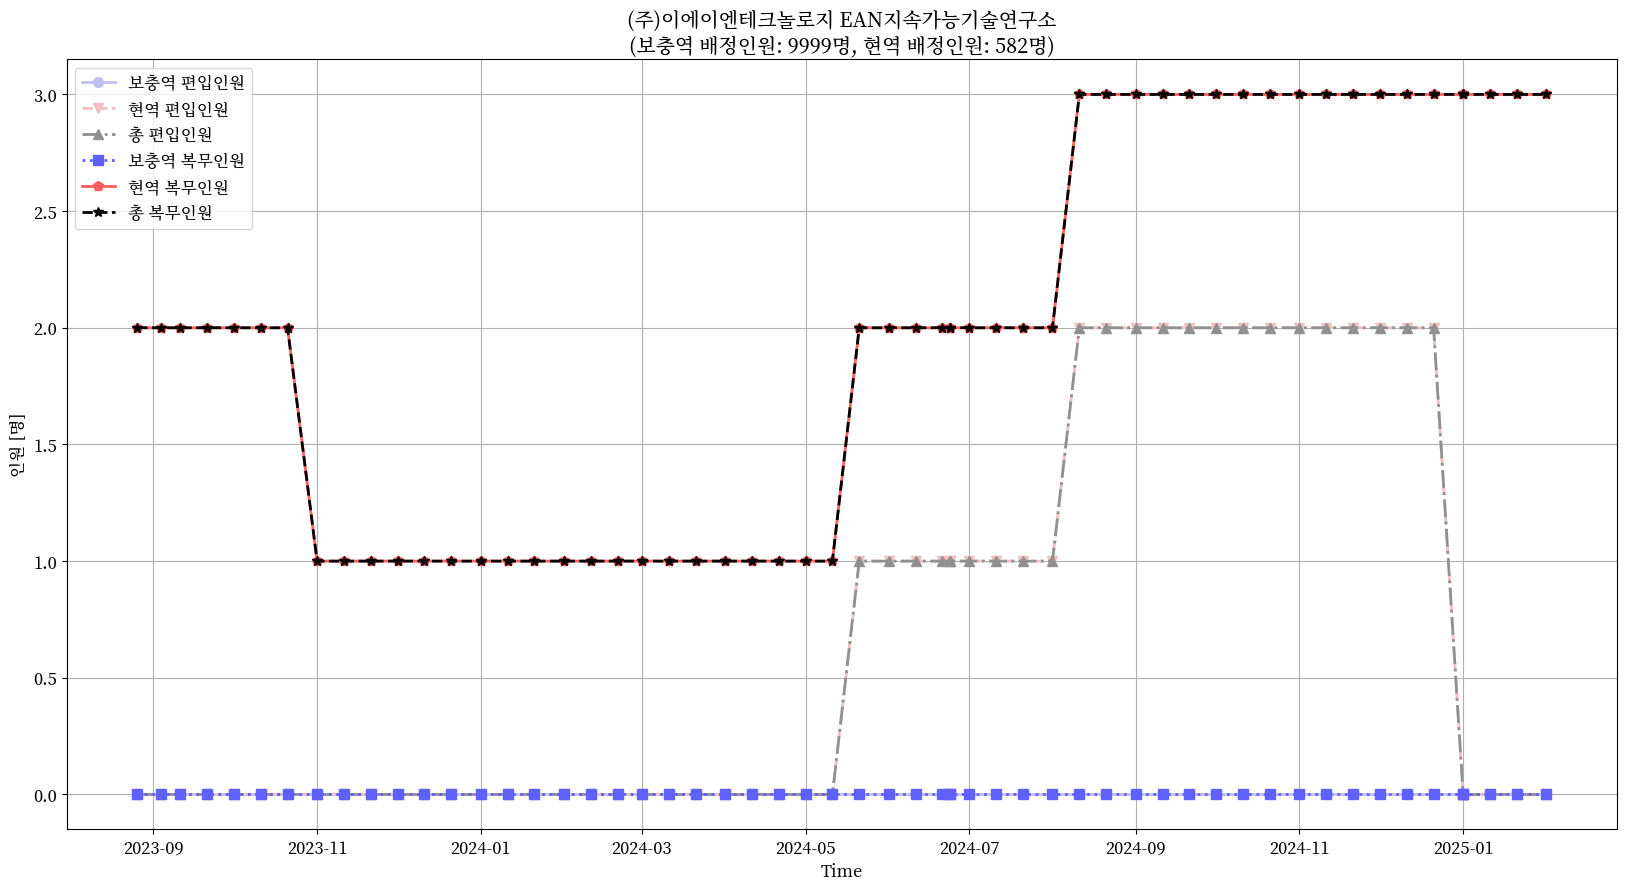 (주)이에이엔테크놀로지 EAN지속가능기술연구소
(보충역 배정인원: 9999명, 현역 배정인원: 582명)
보충역 편입인원
현역 편입인원
총 편입인원
보충역 복무인원
현역 복무인원
총 복무인원
인원 [명]
3.0
2.5
2.0
1.5
1.0
0.5
0.0
2023-09
2023-11
2024-01
2024-03
2024-05
2024-07
2024-09
2024-11
2025-01
Time